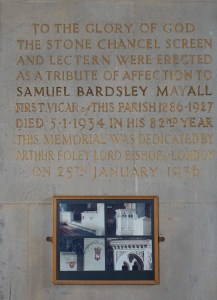 TO THE GLORY OF GOD
THE STONE CHANCEL SCREEN
AND LECTERN WERE ERECTED
AS A TRIBUTE OF AFFECTION TO
SAMUEL BARDSLEY MAYALL
FIRST VICAR OF THIS PARISH 1886-1927
DIED 5·1·1934 IN HIS 82ND YEAR
THIS MEMORIAL WAS DEDICATED BY
ARTHUR FOLEY LORD BISHOP OF LONDON
ON 25TH JANUARY 1936